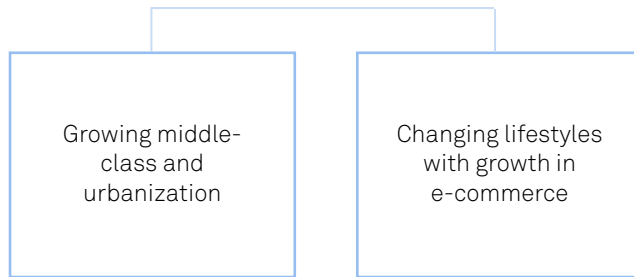 Growing middle-
class and
urbanization
Changing lifestyles
with growth in
e-commerce